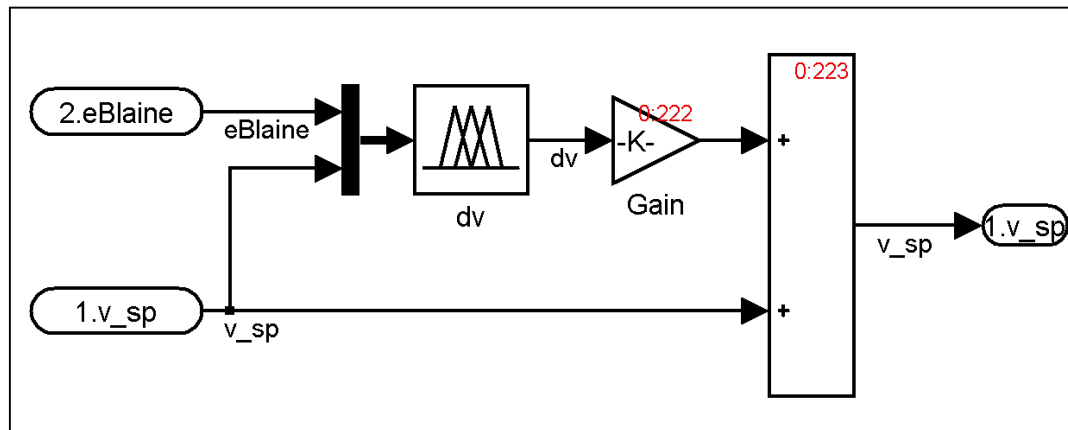 0:223
2.eBlaine
eBlaine
0:222
-K-
dv
+
dv
Gain
1.v_sp
v_sp
1.v_sp
v_sp
+